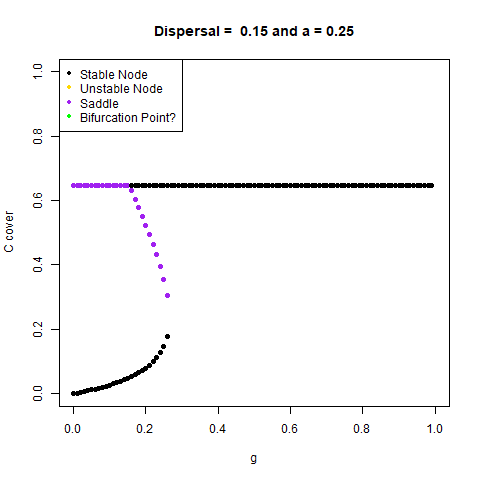 Dispersal =  0.15 and a = 0.25
Stable Node
Unstable Node
Saddle
Bifurcation Point?
C cover
1.0
0.8
0.6
0.4
0.2
0.0
0.0 0.2 0.4 0.6 0.8 1.0
g